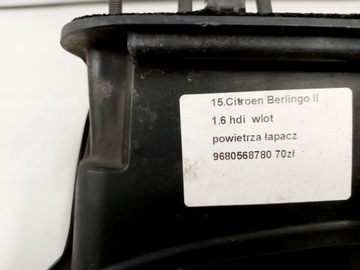 15.Citroen Berlingo II
1.6 hdi wlot
powietrza łapacz
9680568780 70zł